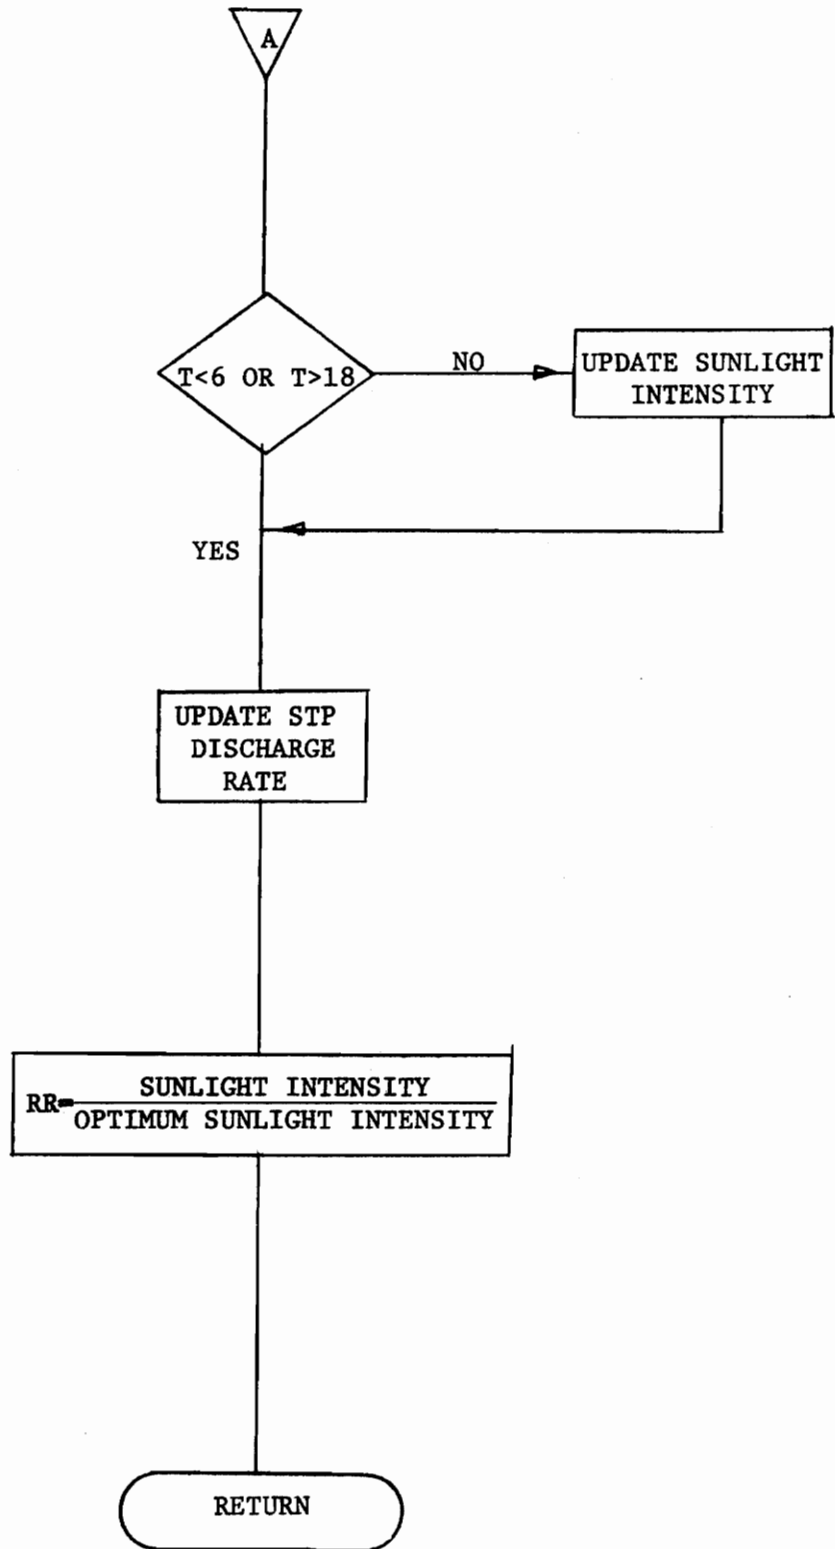 A
T<6 OR T>18
NO
UPDATE SUNLIGHT
INTENSITY
YES
UPDATE STP
DISCHARGE
RATE
RR=
SUNLIGHT INTENSITY
OPTIMUM SUNLIGHT INTENSITY
RETURN